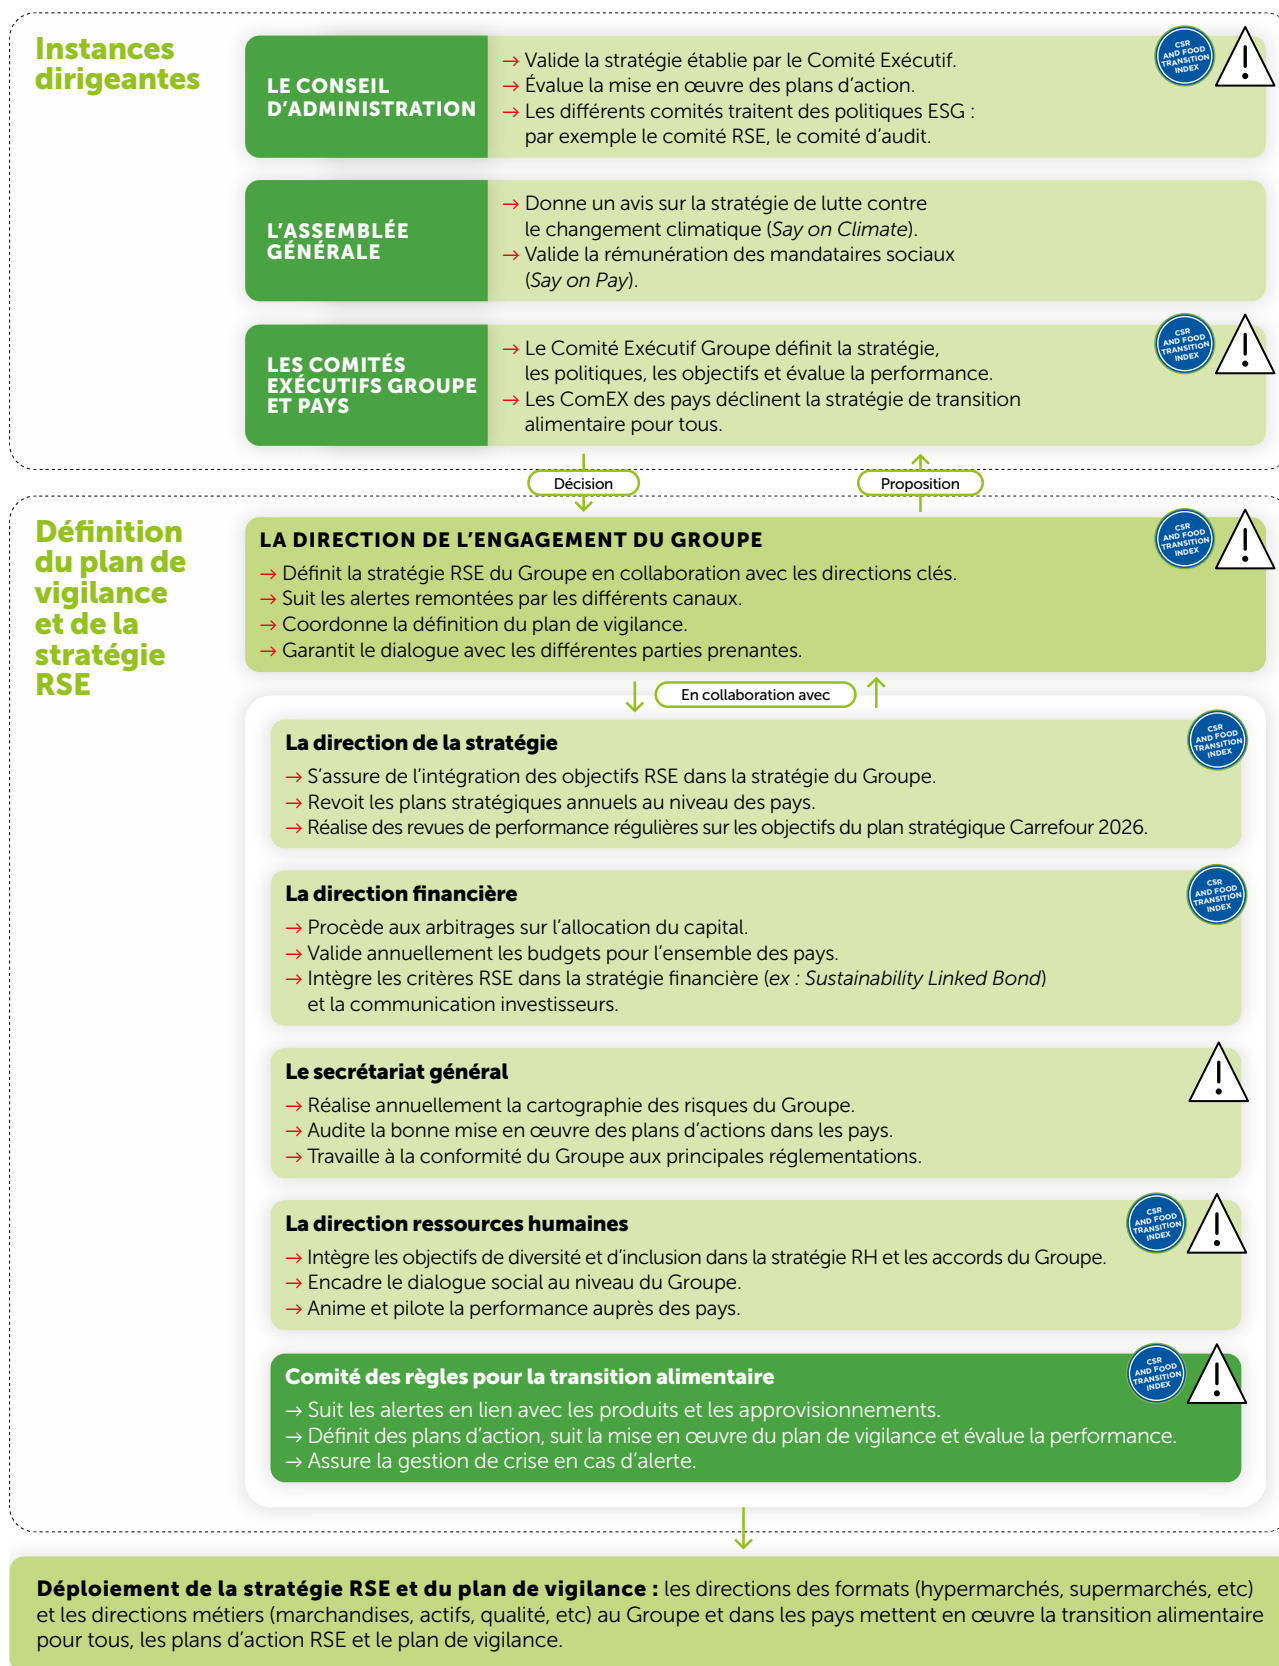 Instances
dirigeantes
LE CONSEIL
D'ADMINISTRATION
→ Valide la stratégie établie par le Comité Exécutif.
→ Évalue la mise en œuvre des plans d'action.
→ Les différents comités traitent des politiques ESG :
par exemple le comité RSE, le comité d'audit.
CSR
AND FOOD
TRANSITION
INDEX
!
L'ASSEMBLÉE
GÉNÉRALE
→ Donne un avis sur la stratégie de lutte contre
le changement climatique (Say on Climate).
→ Valide la rémunération des mandataires sociaux
(Say on Pay).
LES COMITÉS
EXÉCUTIFS GROUPE
ET PAYS
→ Le Comité Exécutif Groupe définit la stratégie,
les politiques, les objectifs et évalue la performance.
→ Les ComEX des pays déclinent la stratégie de transition
alimentaire pour tous.
CSR
AND FOOD
TRANSITION
INDEX
!
Décision
Proposition
Définition
du plan de
vigilance
et de la
stratégie
RSE
LA DIRECTION DE L'ENGAGEMENT DU GROUPE
→ Définit la stratégie RSE du Groupe en collaboration avec les directions clés.
→ Suit les alertes remontées par les différents canaux.
→ Coordonne la définition du plan de vigilance.
→ Garantit le dialogue avec les différentes parties prenantes.
CSR
AND FOOD
TRANSITION
INDEX
!
En collaboration avec
La direction de la stratégie
→ S'assure de l'intégration des objectifs RSE dans la stratégie du Groupe.
→ Revoit les plans stratégiques annuels au niveau des pays.
→ Réalise des revues de performance régulières sur les objectifs du plan stratégique Carrefour 2026.
CSR
AND FOOD
TRANSITION
INDEX
La direction financière
→ Procède aux arbitrages sur l'allocation du capital.
→ Valide annuellement les budgets pour l'ensemble des pays.
→ Intègre les critères RSE dans la stratégie financière (ex : Sustainability Linked Bond)
et la communication investisseurs.
CSR
AND FOOD
TRANSITION
INDEX
Le secrétariat général
→ Réalise annuellement la cartographie des risques du Groupe.
→ Audite la bonne mise en œuvre des plans d'actions dans les pays.
→ Travaille à la conformité du Groupe aux principales réglementations.
!
La direction ressources humaines
→ Intègre les objectifs de diversité et d'inclusion dans la stratégie RH et les accords du Groupe.
→ Encadre le dialogue social au niveau du Groupe.
→ Anime et pilote la performance auprès des pays.
CSR
AND FOOD
TRANSITION
INDEX
!
Comité des règles pour la transition alimentaire
→ Suit les alertes en lien avec les produits et les approvisionnements.
→ Définit des plans d'action, suit la mise en œuvre du plan de vigilance et évalue la performance.
→ Assure la gestion de crise en cas d'alerte.
CSR
AND FOOD
TRANSITION
INDEX
!
Déploiement de la stratégie RSE et du plan de vigilance : les directions des formats (hypermarchés, supermarchés, etc)
et les directions métiers (marchandises, actifs, qualité, etc) au Groupe et dans les pays mettent en œuvre la transition alimentaire
pour tous, les plans d'action RSE et le plan de vigilance.